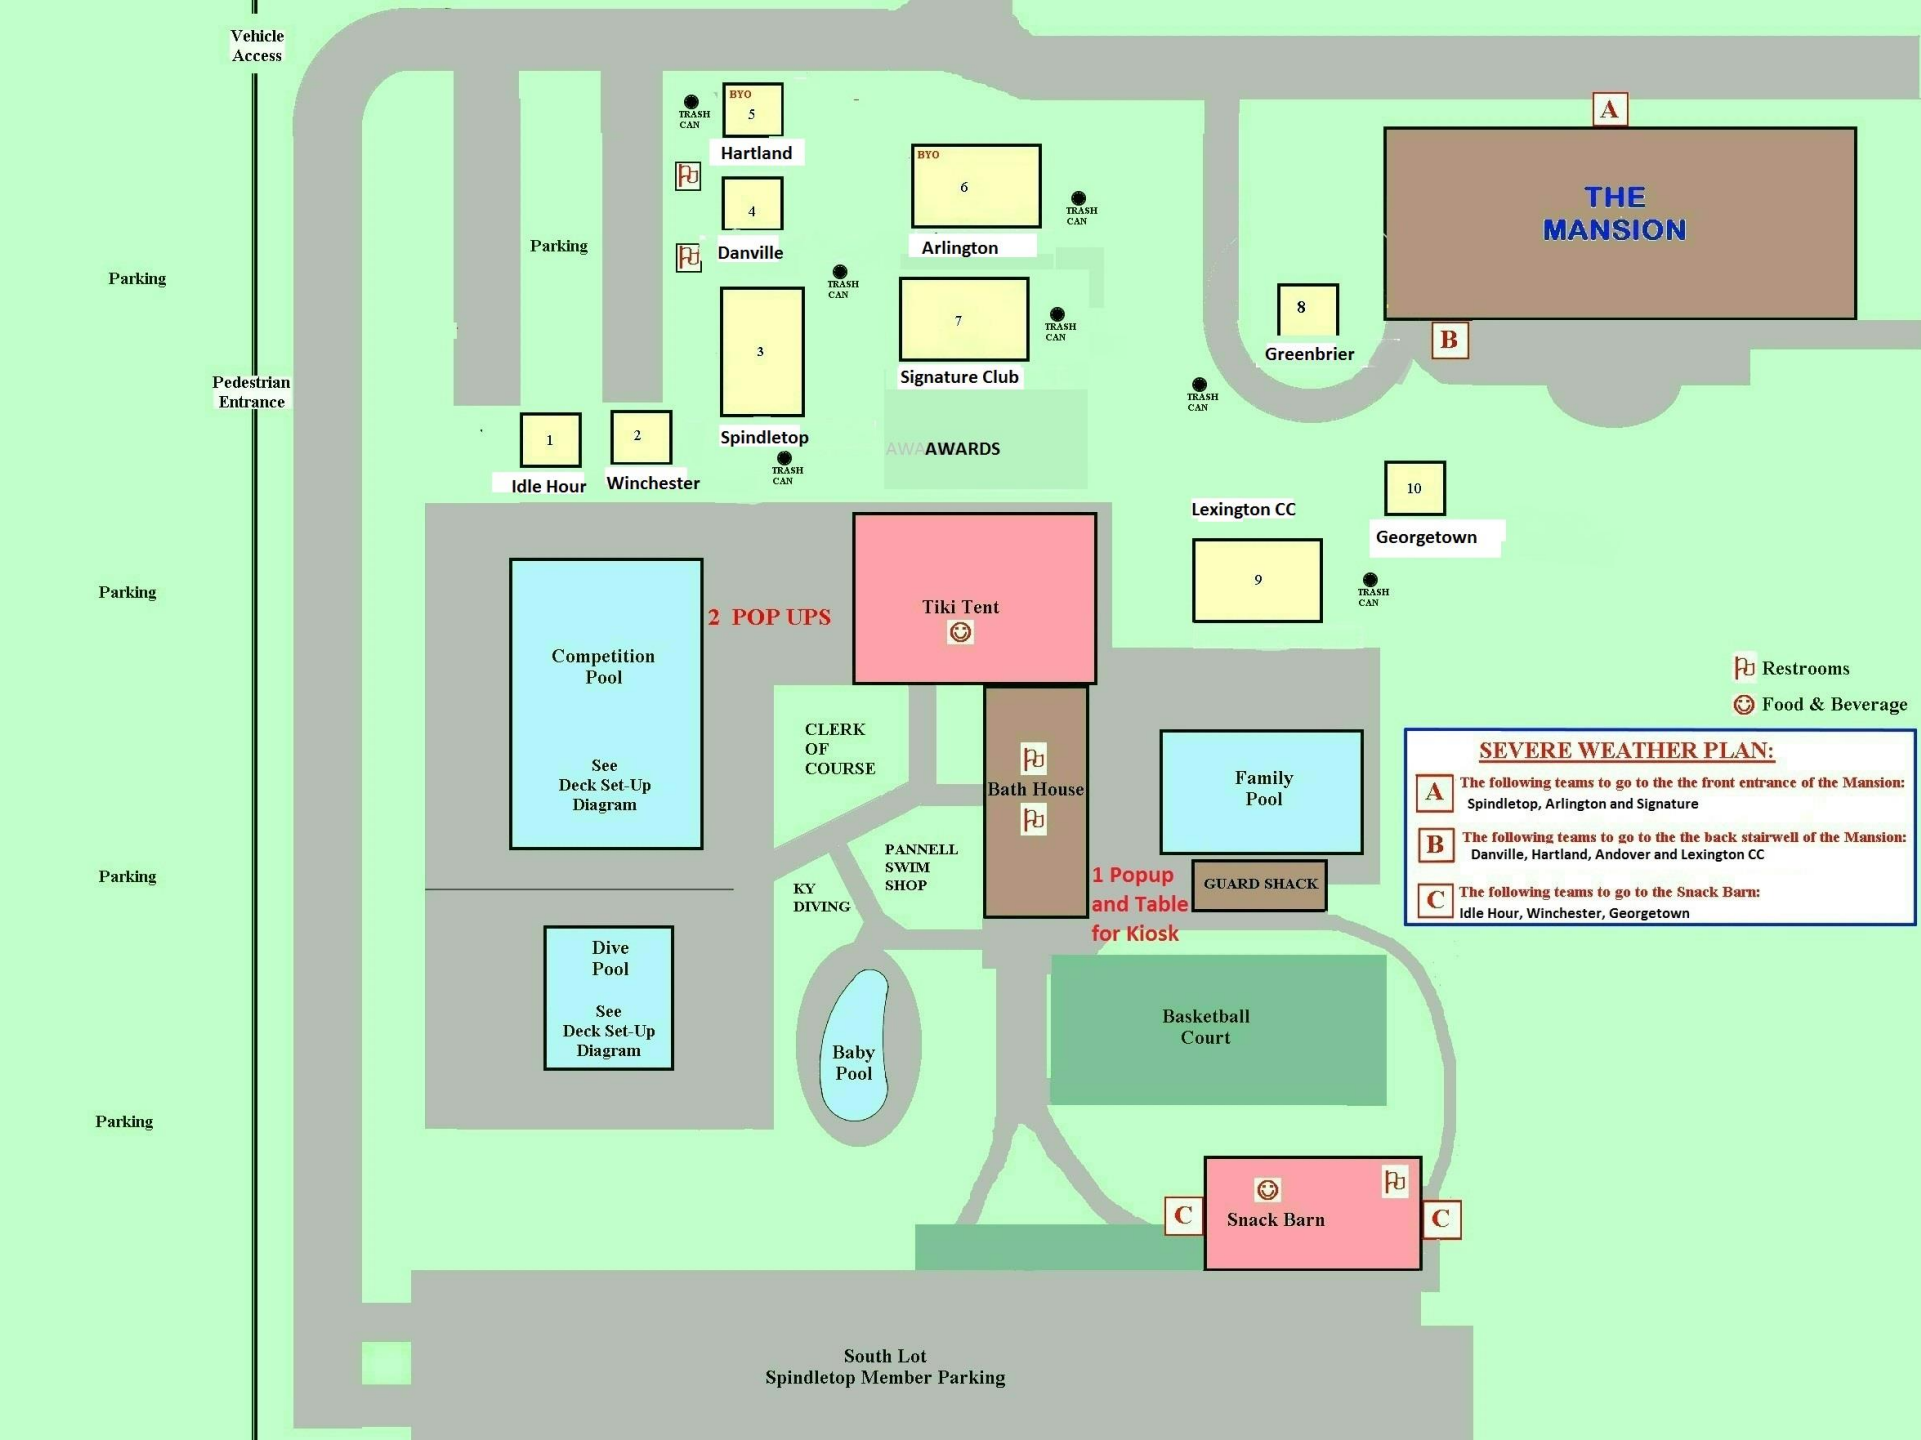 Vehicle
Access
TRASH
CAN
BYO
5
Hartland
A
THE
MANSION
BYO
6
Arlington
TRASH
CAN
4
Danville
Parking
Parking
TRASH
CAN
3
Spindletop
7
Signature Club
TRASH
CAN
8
Greenbrier
B
Pedestrian
Entrance
TRASH
CAN
1
Idle Hour
2
Winchester
TRASH
CAN
AWAAWARDS
10
Georgetown
Lexington CC
9
TRASH
CAN
Parking
Competition
Pool
See
Deck Set-Up
Diagram
2 POP UPS
Tiki Tent
Restrooms
Food & Beverage
CLERK
OF
COURSE
Bath House
Family
Pool
GUARD SHACK
SEVERE WEATHER PLAN:
A
The following teams to go to the the front entrance of the Mansion:
Spindletop, Arlington and Signature
B
The following teams to go to the the back stairwell of the Mansion:
Danville, Hartland, Andover and Lexington CC
C
The following teams to go to the Snack Barn:
Idle Hour, Winchester, Georgetown
Parking
PANNELL
SWIM
SHOP
KY
DIVING
1 Popup
and Table
for Kiosk
Dive
Pool
See
Deck Set-Up
Diagram
Baby
Pool
Basketball
Court
Parking
C
Snack Barn
C
South Lot
Spindletop Member Parking